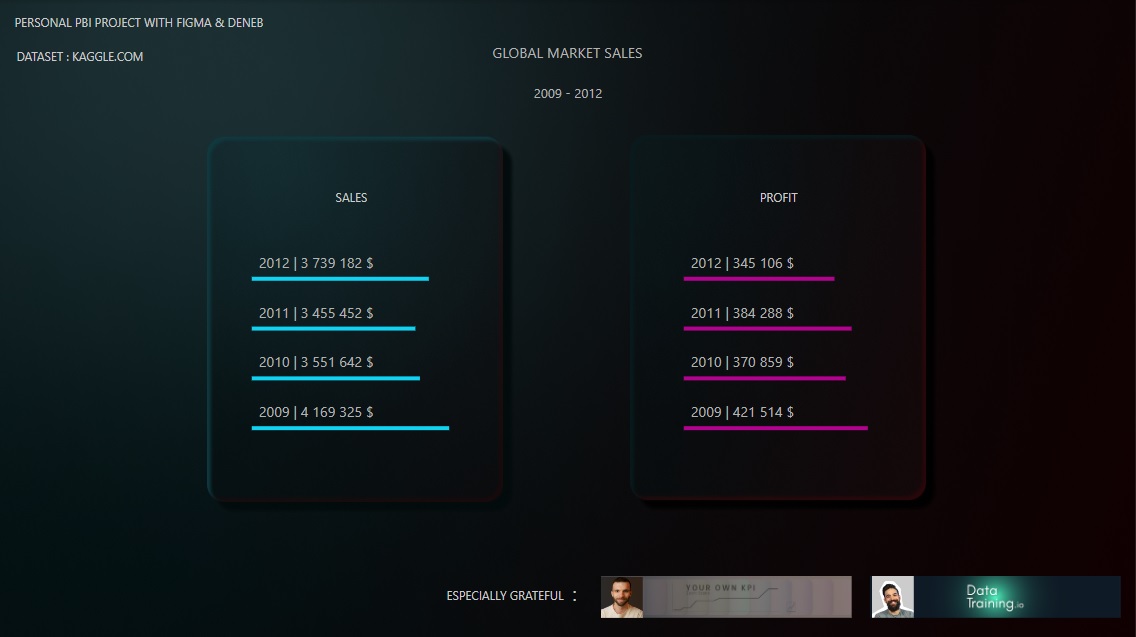 PERSONAL PBI PROJECT WITH FIGMA & DENEB
DATASET : KAGGLE.COM
GLOBAL MARKET SALES
2009 - 2012
SALES
2012 | 3 739 182 $
2011 | 3 455 452 $
2010 | 3 551 642 $
2009 | 4 169 325 $
PROFIT
2012 | 345 106 $
2011 | 384 288 $
2010 | 370 859 $
2009 | 421 514 $
ESPECIALLY GRATEFUL :
YOUR OWN KPI
Data
Training.io